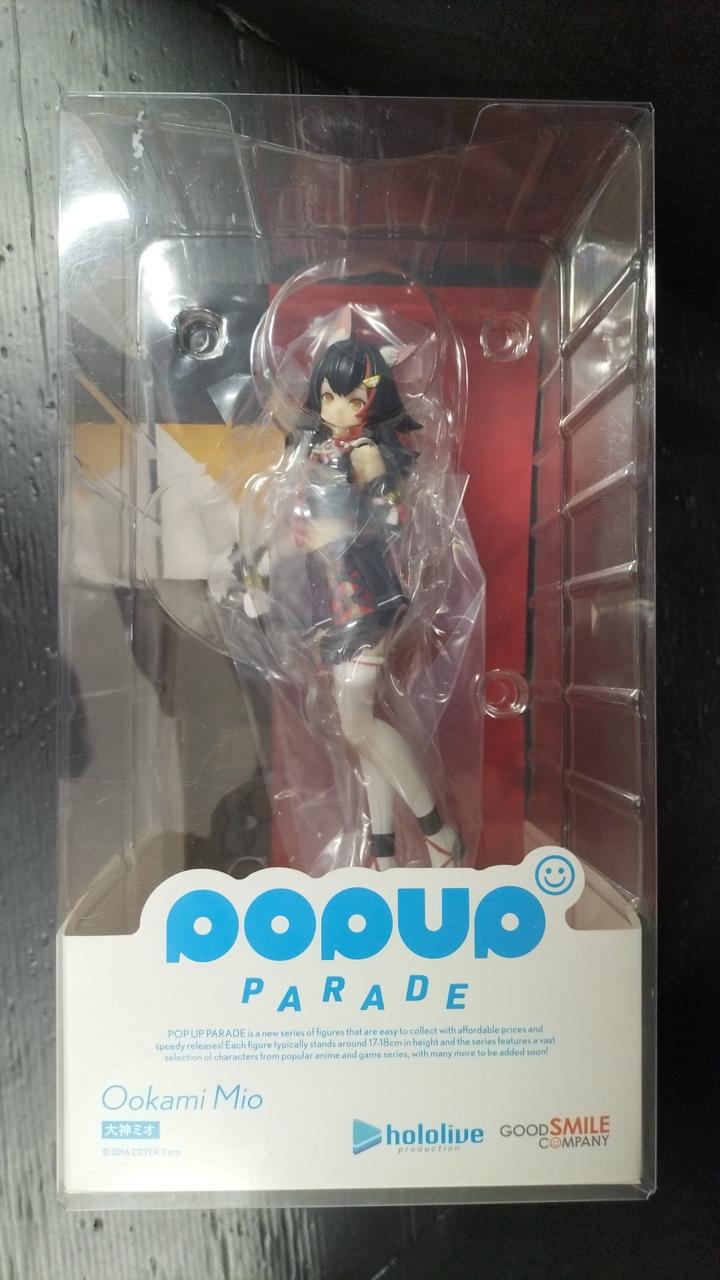 POPUP
PARADE
POP UP PARADE is a new series of figures that are easy to collect with affordable prices and
speedy releases! Each figure typically stands around 17-18cm in height and the series features a vast
selection of characters from popular anime and game series, with many more to be added soon!
Ookami Mio
大神ミオ
© 2016 COVER Corp.
hololive
production
GOOD SMILE
COMPANY